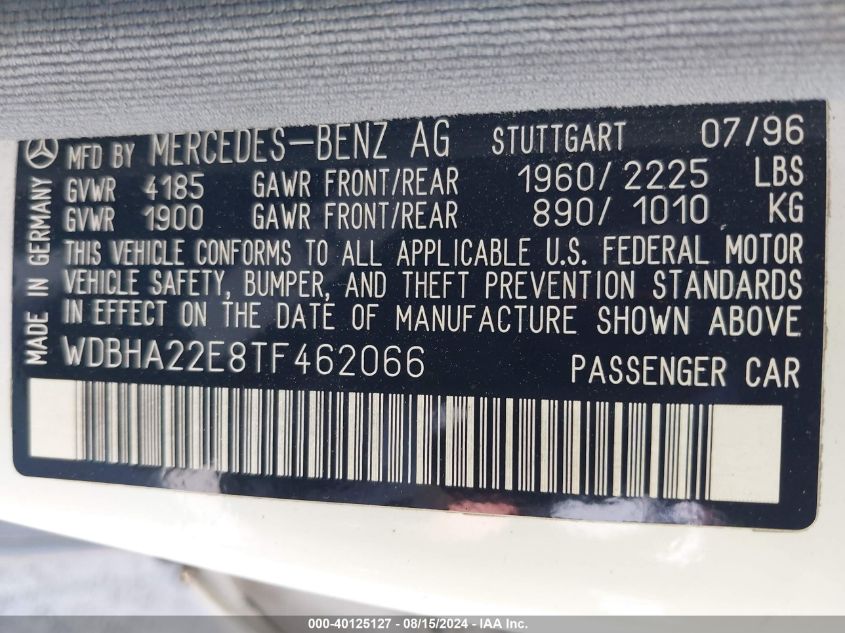 MADE IN GERMANY
MFD BY MERCEDES-BENZ AG STUTTGART 07/96
GVWR 4185 GAWR FRONT/REAR 1960/2225 LBS
GVWR 1900 GAWR FRONT/REAR 890/1010 KG
THIS VEHICLE CONFORMS TO ALL APPLICABLE U.S. FEDERAL MOTOR
VEHICLE SAFETY, BUMPER, AND THEFT PREVENTION STANDARDS
IN EFFECT ON THE DATE OF MANUFACTURE SHOWN ABOVE
WDBHA22E8TF462066 PASSENGER CAR
000-40125127 - 08/15/2024 - IAA Inc.